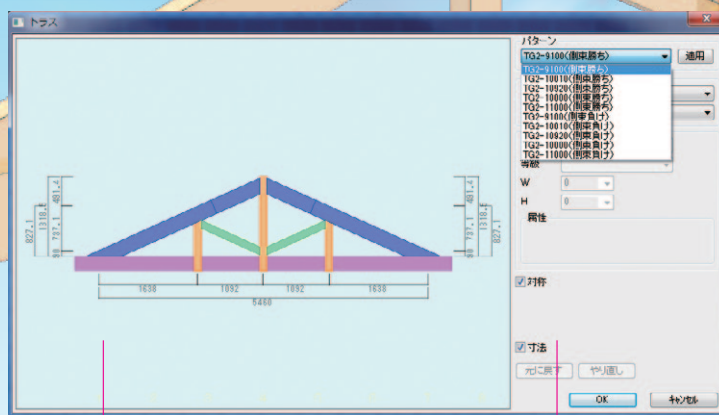 トラス
パターン
TG2-9100(側束勝ち)
適用
TG2-9100(側束勝ち)
TG2-10010(側束勝ち)
TG2-10920(側束勝ち)
TG2-10000(側束勝ち)
TG2-11000(側束勝ち)
TG2-9100(側束負け)
TG2-10010(側束負け)
TG2-10920(側束負け)
TG2-10000(側束負け)
TG2-11000(側束負け)
等級
W 0
H 0
属性
対称
寸法
元に戻す
やり直し
OK
キャンセル
827.1
1318.5
481.4
737.1
90
481.4
737.1
90
1318.5
827.1
1638
1092
1092
1638
5460